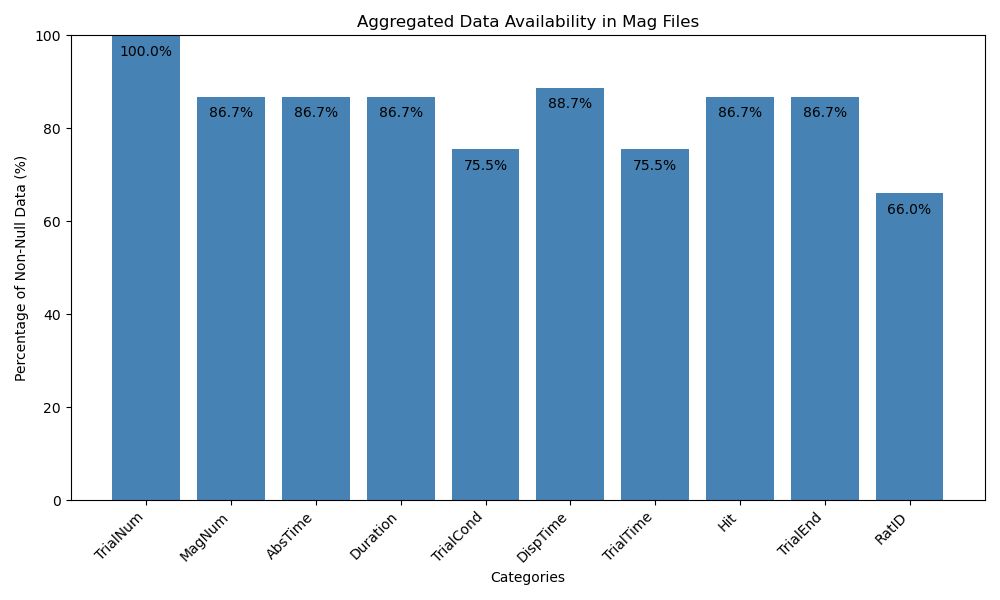 Aggregated Data Availability in Mag Files
Percentage of Non-Null Data (%)
100
80
60
40
20
0
100.0%
86.7%
86.7%
86.7%
75.5%
88.7%
75.5%
86.7%
86.7%
66.0%
TrialNum
MagNum
AbsTime
Duration
TrialCond
DispTime
TrialTime
Hit
TrialEnd
RatID
Categories